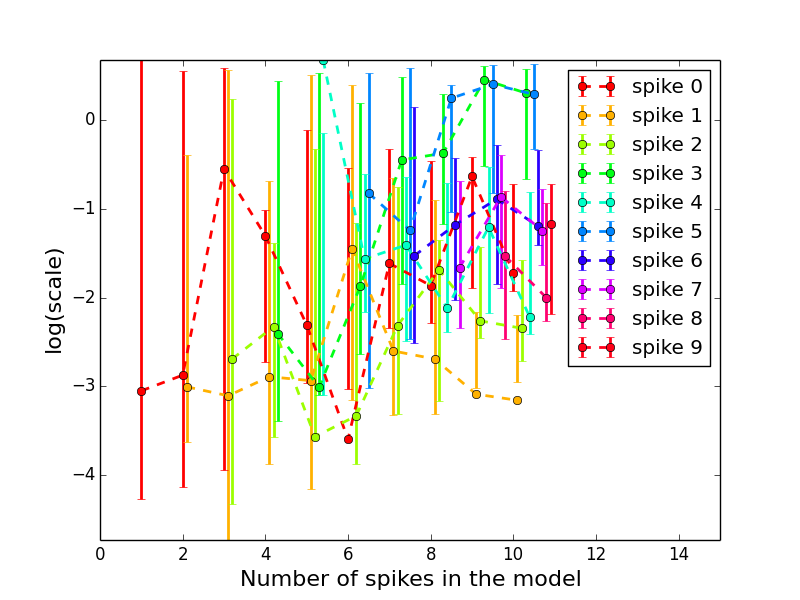 0
−1
−2
−3
−4
log(scale)
0 2 4 6 8 10 12 14
Number of spikes in the model
spike 0
spike 1
spike 2
spike 3
spike 4
spike 5
spike 6
spike 7
spike 8
spike 9